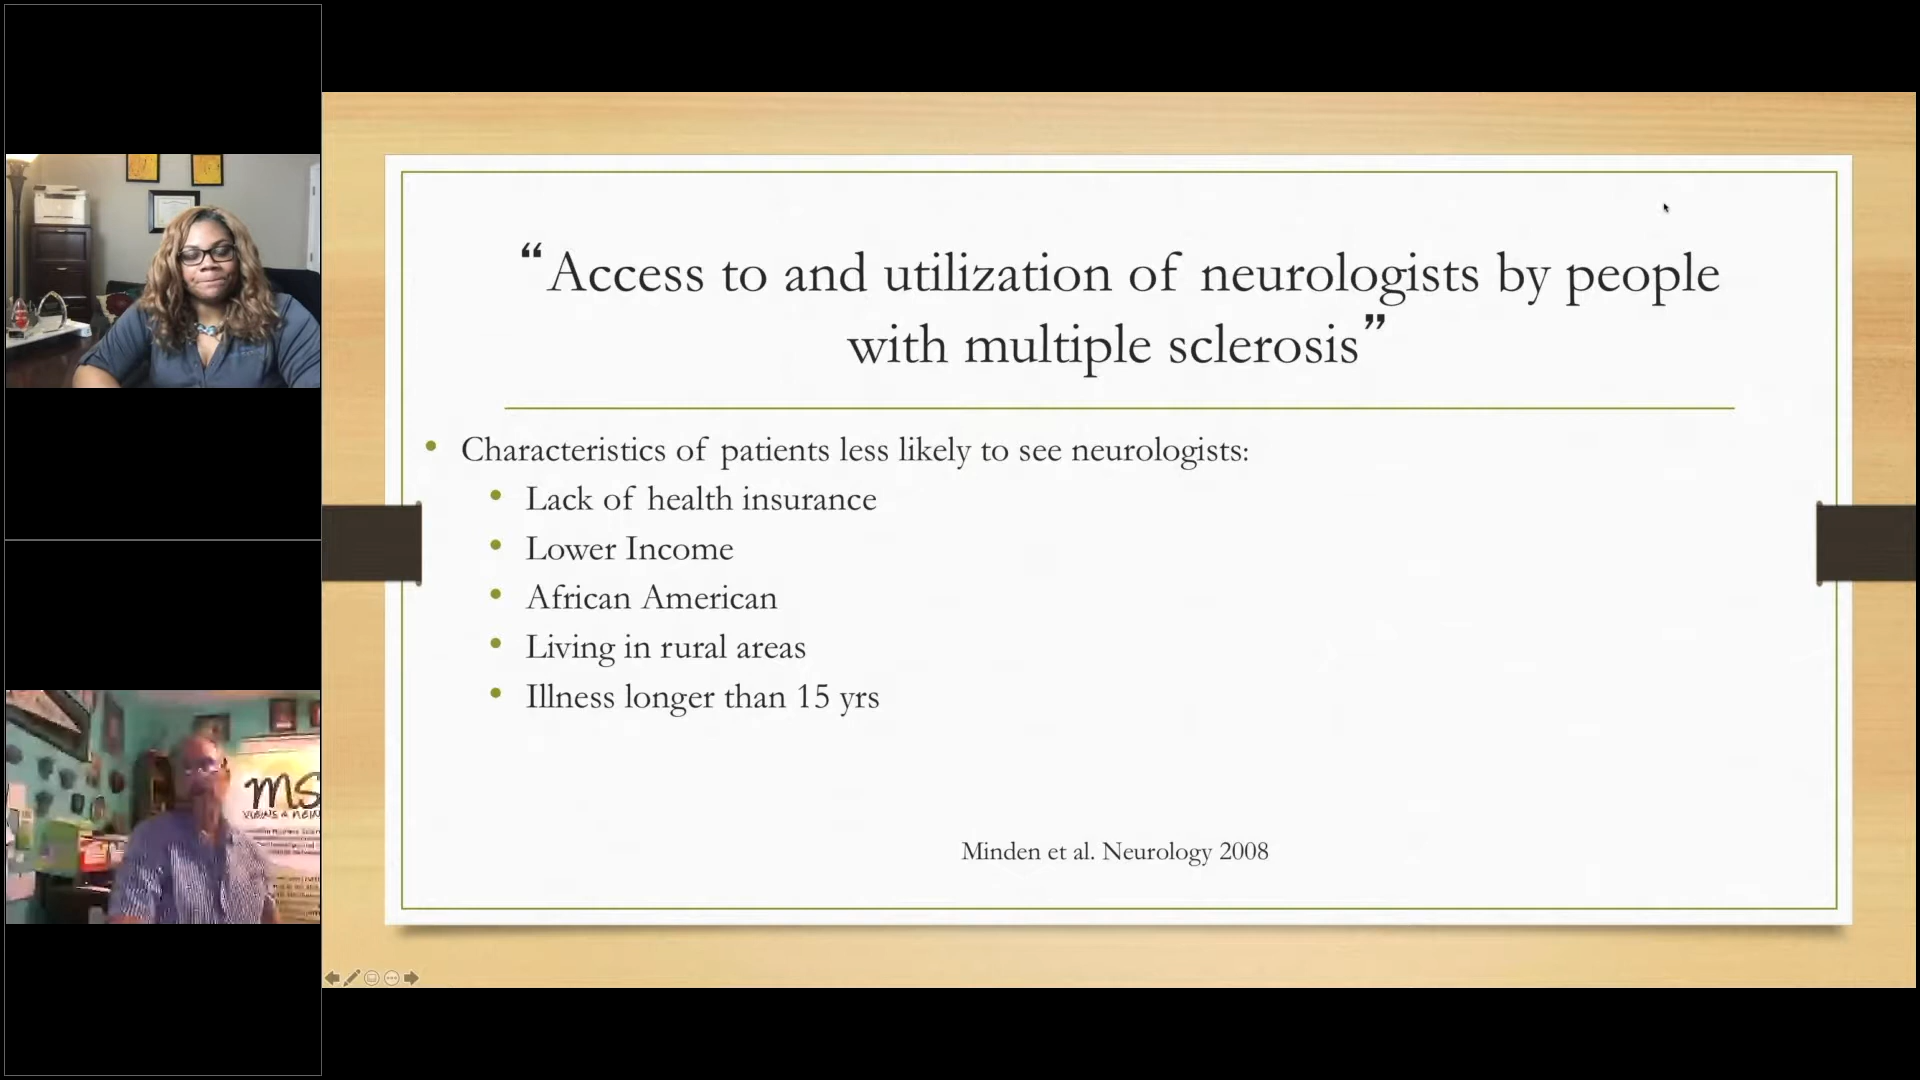 “Access to and utilization of neurologists by people
with multiple sclerosis”
• Characteristics of patients less likely to see neurologists:
• Lack of health insurance
• Lower Income
• African American
• Living in rural areas
• Illness longer than 15 yrs
Minden et al. Neurology 2008
MS
VIEWS &